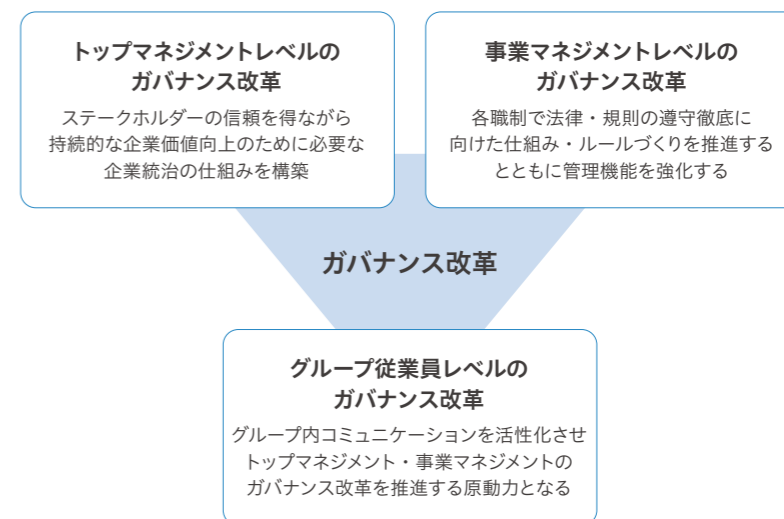 トップマネジメントレベルの
ガバナンス改革
ステークホルダーの信頼を得ながら
持続的な企業価値向上のために必要な
企業統治の仕組みを構築
事業マネジメントレベルの
ガバナンス改革
各職制で法律・規則の遵守徹底に
向けた仕組み・ルールづくりを推進する
とともに管理機能を強化する
ガバナンス改革
グループ従業員レベルの
ガバナンス改革
グループ内コミュニケーションを活性化させ
トップマネジメント・事業マネジメントの
ガバナンス改革を推進する原動力となる